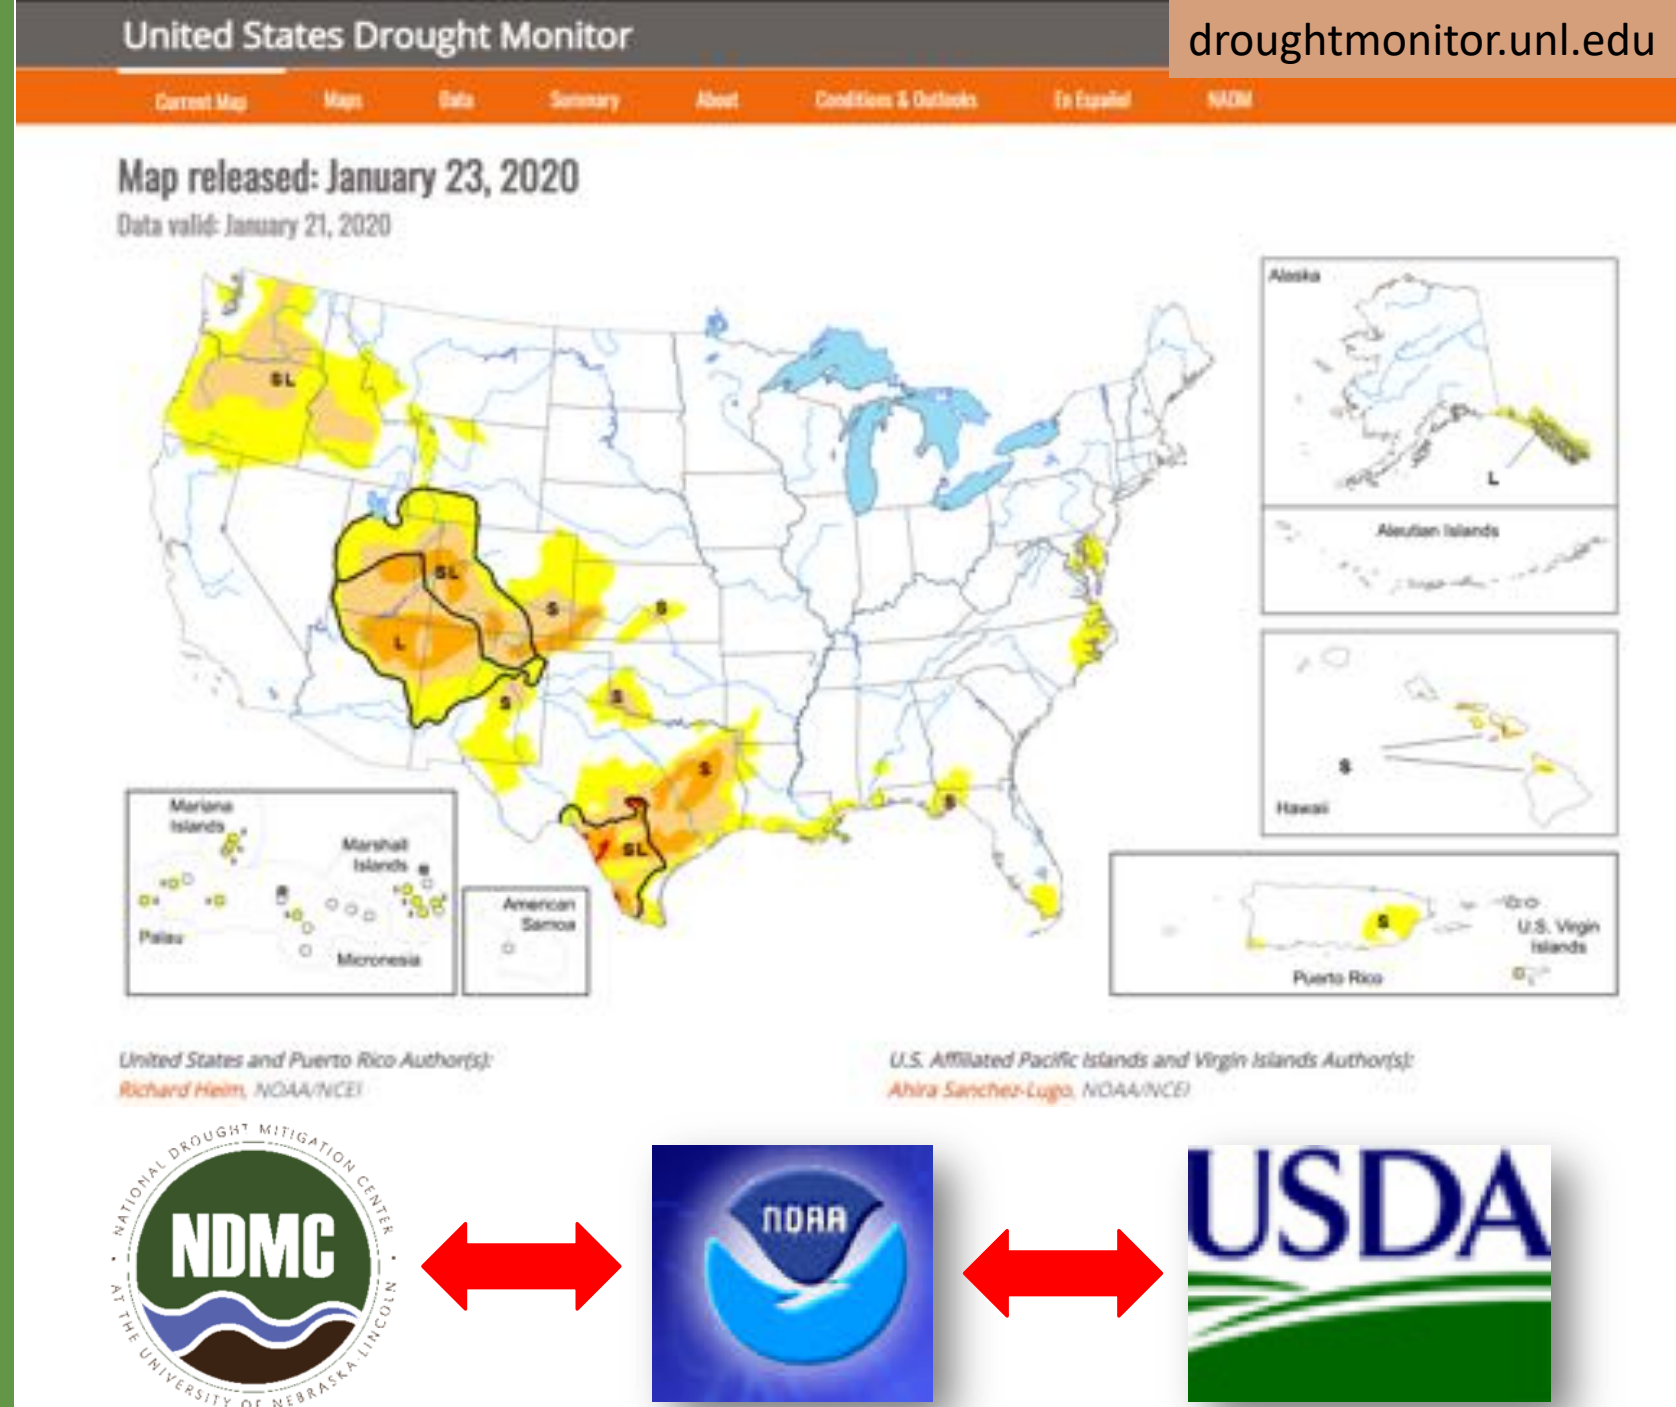 United States Drought Monitor
droughtmonitor.unl.edu
Current Map Maps Data Summary About Conditions & Outlooks En Español NADM
Map released: January 23, 2020
Data valid: January 21, 2020
Alaska
L
Aleutian Islands
SL
SL
S
S
L
S
S
S
SL
S
S
Hawaii
Mariana
Islands
Marshall
Islands
Palau
Micronesia
American
Samoa
S
U.S. Virgin
Islands
Puerto Rico
United States and Puerto Rico Author(s):
Richard Heim, NOAA/NCEI
U.S. Affiliated Pacific Islands and Virgin Islands Author(s):
Ahira Sanchez-Lugo, NOAA/NCEI
NATIONAL DROUGHT MITIGATION CENTER
NDMC
AT THE UNIVERSITY OF NEBRASKA-LINCOLN
NOAA
USDA